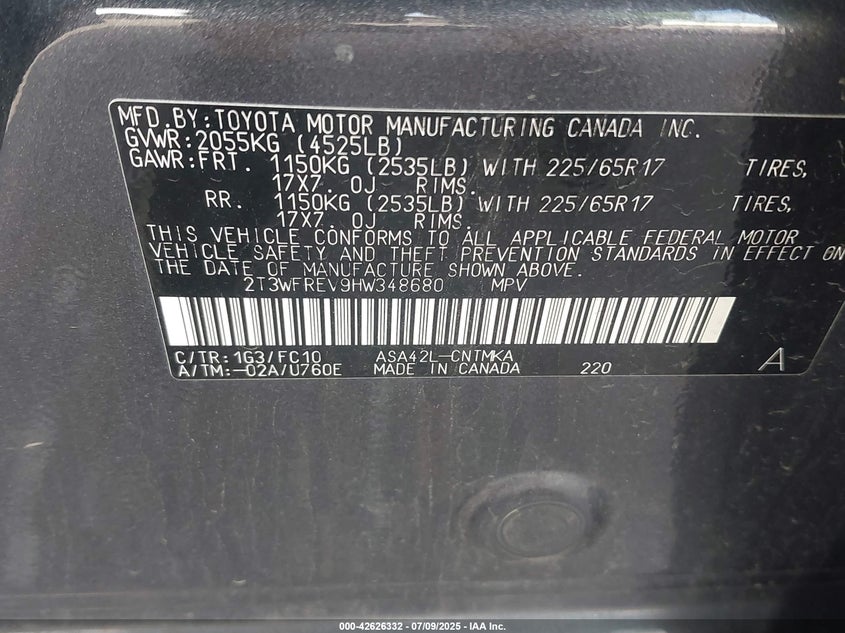 MFD.BY:TOYOTA MOTOR MANUFACTURING CANADA INC.
GVWR:2055KG (4525LB)
GAWR:FRT. 1150KG (2535LB) WITH 225/65R17 TIRES,
17X7.0J RIMS.
RR. 1150KG (2535LB) WITH 225/65R17 TIRES,
17X7.0J RIMS.
THIS VEHICLE CONFORMS TO ALL APPLICABLE FEDERAL MOTOR
VEHICLE SAFETY AND THEFT PREVENTION STANDARDS IN EFFECT ON
THE DATE OF MANUFACTURE SHOWN ABOVE.
2T3WFREV9HW348680 MPV
C/TR:1G3/FC10 ASA42L-CNTMKA
A/TM:-02A/U760E MADE IN CANADA 220 A
000-42626332 - 07/09/2025 - IAA Inc.